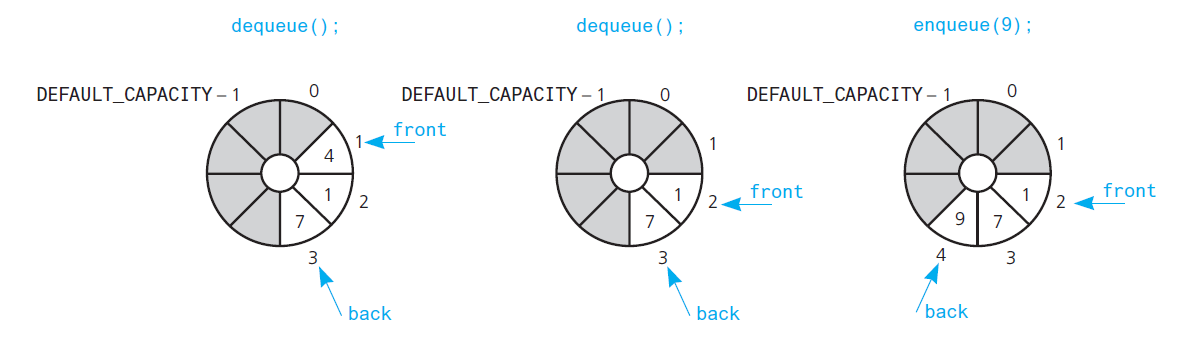 dequeue();
dequeue();
enqueue(9);
DEFAULT_CAPACITY – 1
0
1
front
4
1
2
7
3
back
DEFAULT_CAPACITY – 1
0
1
1
2
front
7
3
back
DEFAULT_CAPACITY – 1
0
1
1
2
front
9
7
4
3
back